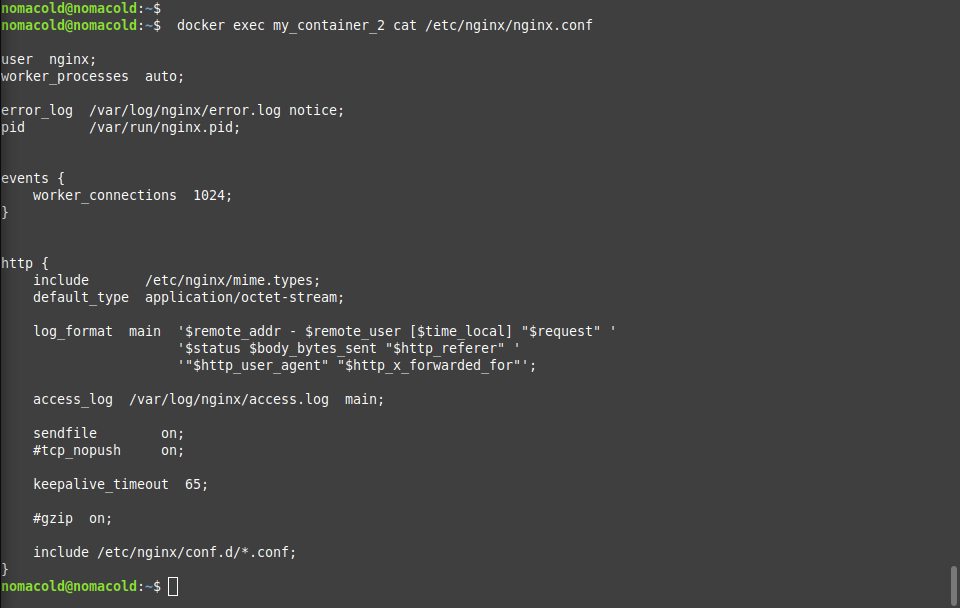 nomacold@nomacold:~$
nomacold@nomacold:~$  docker exec my_container_2 cat /etc/nginx/nginx.conf

user  nginx;
worker_processes  auto;

error_log  /var/log/nginx/error.log notice;
pid        /var/run/nginx.pid;


events {
    worker_connections  1024;
}


http {
    include       /etc/nginx/mime.types;
    default_type  application/octet-stream;

    log_format  main  '$remote_addr - $remote_user [$time_local] "$request" '
                      '$status $body_bytes_sent "$http_referer" '
                      '"$http_user_agent" "$http_x_forwarded_for"';

    access_log  /var/log/nginx/access.log  main;

    sendfile        on;
    #tcp_nopush     on;

    keepalive_timeout  65;

    #gzip  on;

    include /etc/nginx/conf.d/*.conf;
}
nomacold@nomacold:~$